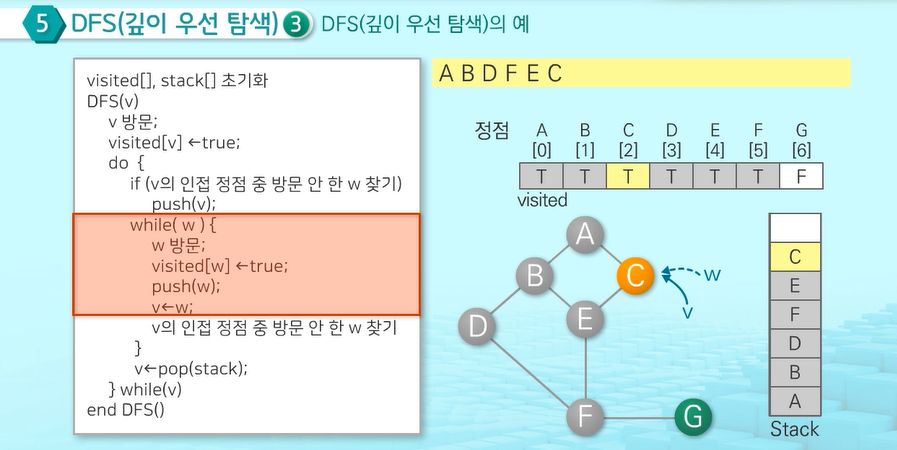 5 DFS(깊이 우선 탐색) 3 DFS(깊이 우선 탐색)의 예
visited[], stack[] 초기화
DFS(v)
v 방문;
visited[v] ←true;
do {
if (v의 인접 정점 중 방문 안 한 w 찾기)
push(v);
while( w ) {
w 방문;
visited[w] ←true;
push(w);
v←w;
v의 인접 정점 중 방문 안 한 w 찾기
}
v←pop(stack);
} while(v)
end DFS()
A B D F E C
정점 A B C D E F G
[0] [1] [2] [3] [4] [5] [6]
T T T T T T F
visited
A
B
C
w
v
D
E
F
G
C
E
F
D
B
A
Stack